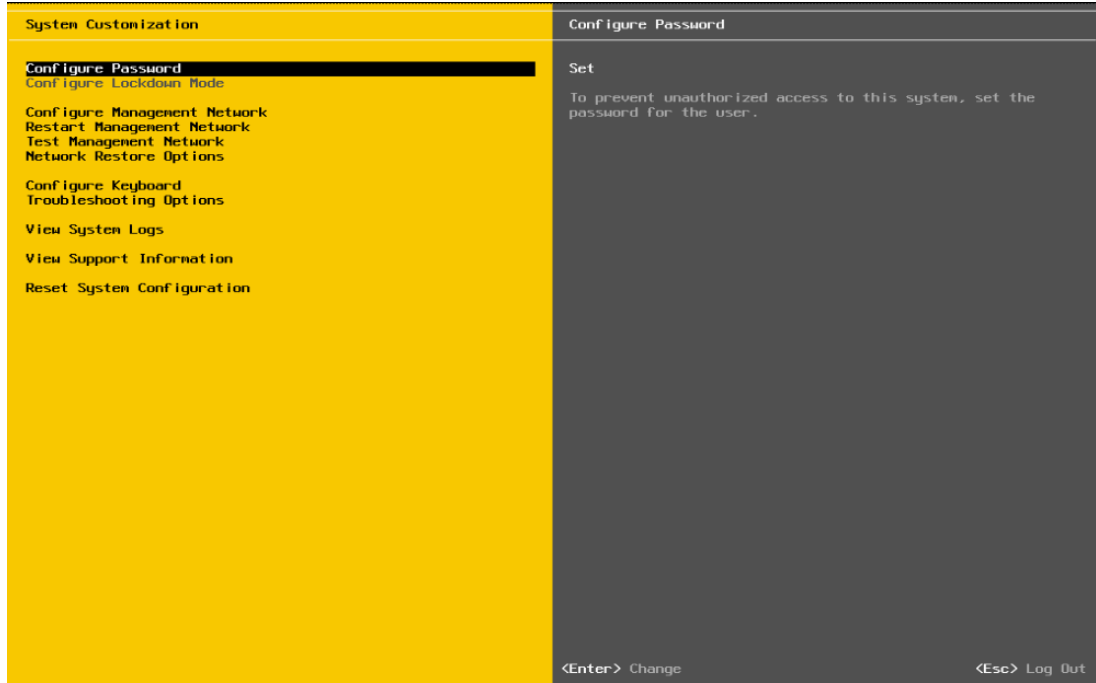 System Customization
Configure Password
Configure Password
Configure Lockdown Mode
Configure Management Network
Restart Management Network
Test Management Network
Network Restore Options
Configure Keyboard
Troubleshooting Options
View System Logs
View Support Information
Reset System Configuration
Set
To prevent unauthorized access to this system, set the
password for the user.
<Enter> Change
<Esc> Log Out